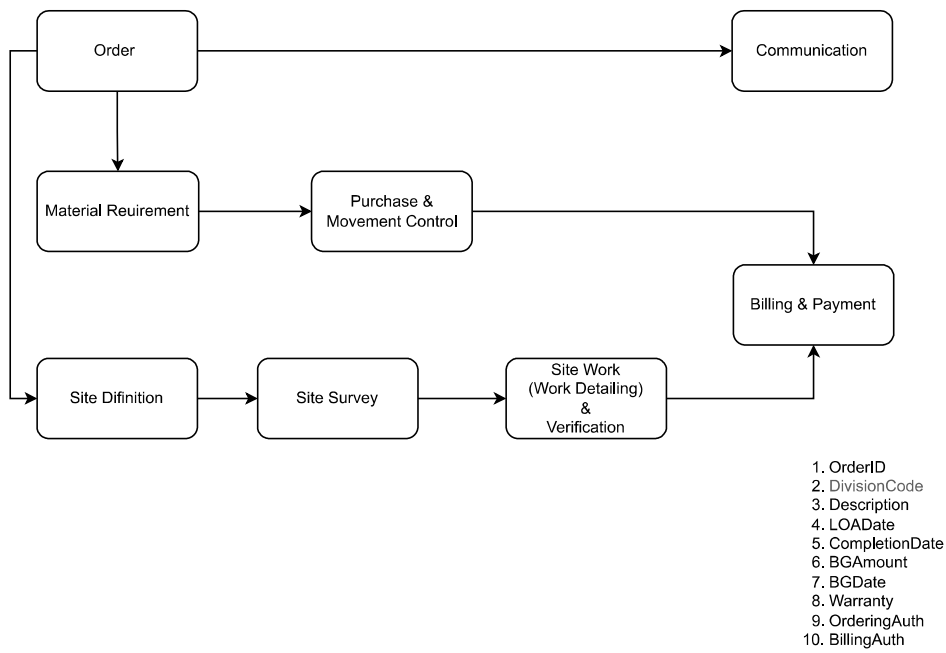 Order
Communication
Material Reuirement
Purchase &
Movement Control
Billing & Payment
Site Difinition
Site Survey
Site Work
(Work Detailing)
&
Verification
1. OrderID
2. DivisionCode
3. Description
4. LOADate
5. CompletionDate
6. BGAmount
7. BGDate
8. Warranty
9. OrderingAuth
10. BillingAuth